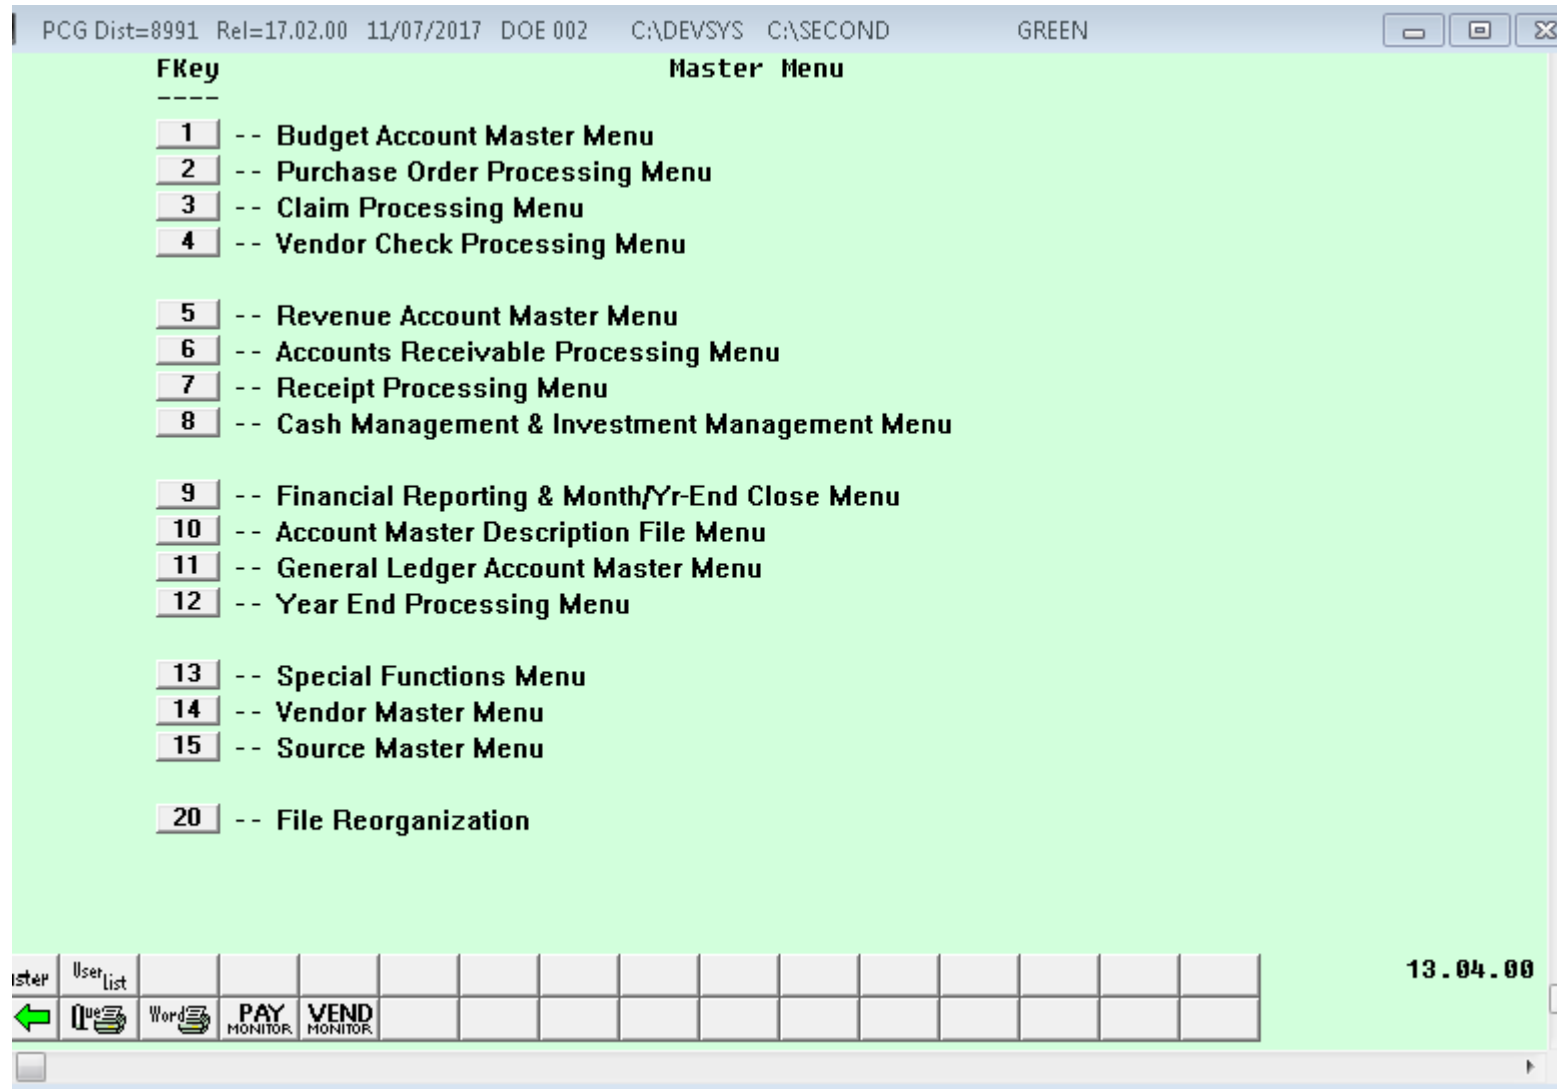 PCG Dist=8991 Rel=17.02.00 11/07/2017 DOE 002 C:\DEVSYS C:\SECOND GREEN
FKey Master Menu
----
1 -- Budget Account Master Menu
2 -- Purchase Order Processing Menu
3 -- Claim Processing Menu
4 -- Vendor Check Processing Menu
5 -- Revenue Account Master Menu
6 -- Accounts Receivable Processing Menu
7 -- Receipt Processing Menu
8 -- Cash Management & Investment Management Menu
9 -- Financial Reporting & Month/Yr-End Close Menu
10 -- Account Master Description File Menu
11 -- General Ledger Account Master Menu
12 -- Year End Processing Menu
13 -- Special Functions Menu
14 -- Vendor Master Menu
15 -- Source Master Menu
20 -- File Reorganization
User list 13.04.00
Que Word PAY MONITOR VEND MONITOR